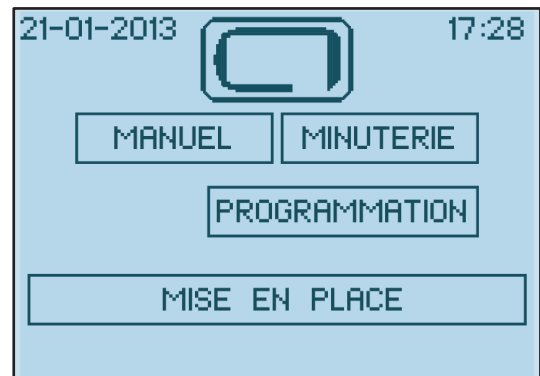 21-01-2013 17:28
MANUEL MINUTERIE
PROGRAMMATION
MISE EN PLACE